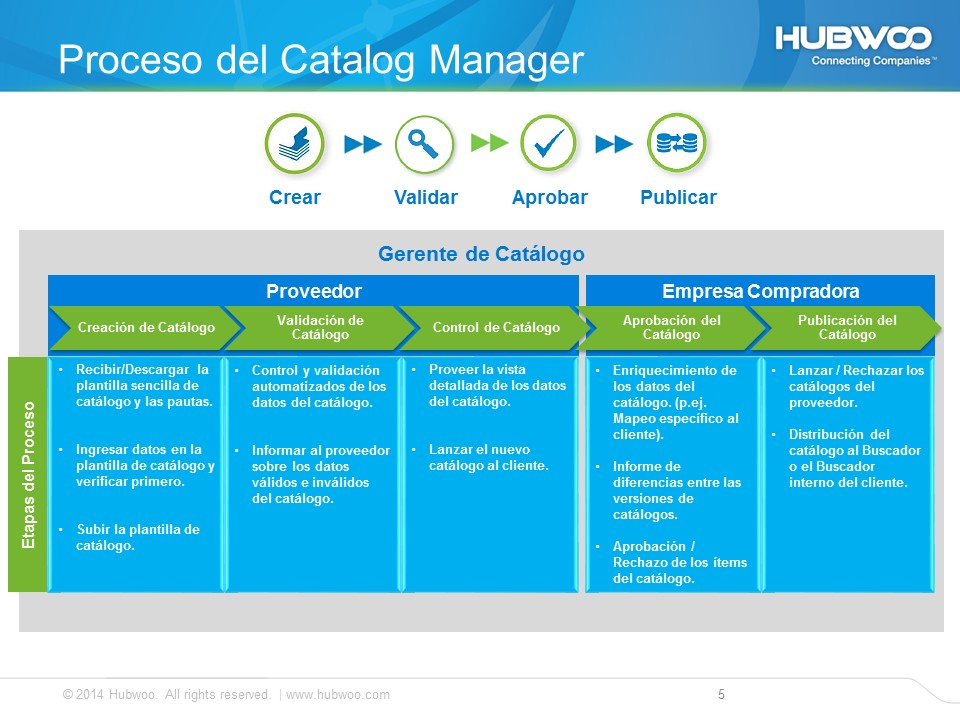 Proceso del Catalog Manager
HUBWOO
Connecting Companies™
Crear
Validar
Aprobar
Publicar
Gerente de Catálogo
Proveedor
Empresa Compradora
Creación de Catálogo
Validación de
Catálogo
Control de Catálogo
Aprobación del
Catálogo
Publicación del
Catálogo
Etapas del Proceso
• Recibir/Descargar la
plantilla sencilla de
catálogo y las pautas.
• Ingresar datos en la
plantilla de catálogo y
verificar primero.
• Subir la plantilla de
catálogo.
• Control y validación
automatizados de los
datos del catálogo.
• Informar al proveedor
sobre los datos
válidos e inválidos
del catálogo.
• Proveer la vista
detallada de los datos
del catálogo.
• Lanzar el nuevo
catálogo al cliente.
• Enriquecimiento de
los datos del
catálogo. (p.ej.
Mapeo específico al
cliente).
• Informe de
diferencias entre las
versiones de
catálogos.
• Aprobación /
Rechazo de los ítems
del catálogo.
• Lanzar / Rechazar los
catálogos del
proveedor.
• Distribución del
catálogo al Buscador
o el Buscador
interno del cliente.
© 2014 Hubwoo. All rights reserved. | www.hubwoo.com
5